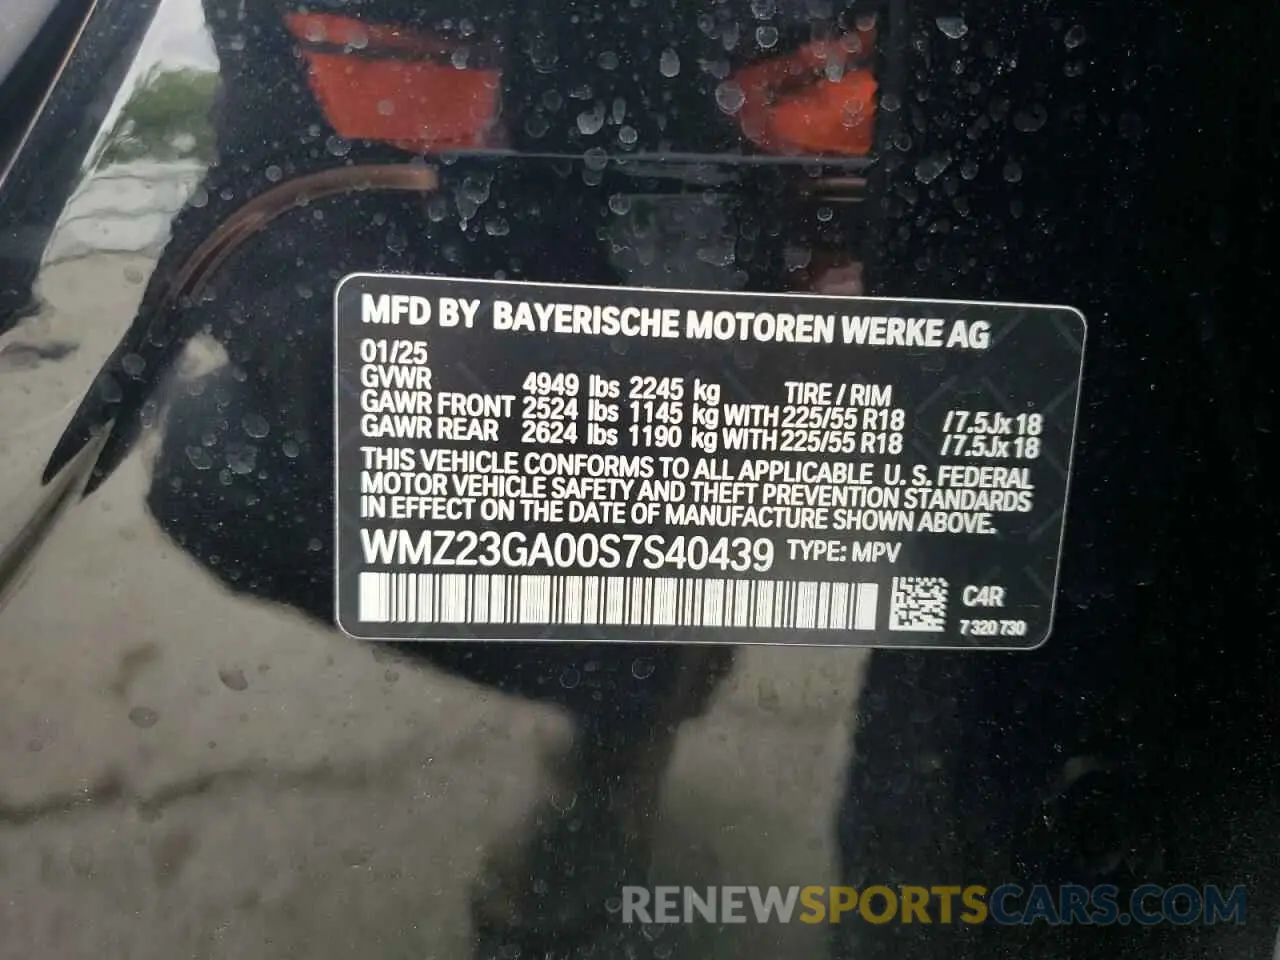 MFD BY BAYERISCHE MOTOREN WERKE AG
01/25
GVWR 4949 lbs 2245 kg TIRE / RIM
GAWR FRONT 2524 lbs 1145 kg WITH 225/55 R18 /7.5Jx18
GAWR REAR 2624 lbs 1190 kg WITH 225/55 R18 /7.5Jx18
THIS VEHICLE CONFORMS TO ALL APPLICABLE U. S. FEDERAL
MOTOR VEHICLE SAFETY AND THEFT PREVENTION STANDARDS
IN EFFECT ON THE DATE OF MANUFACTURE SHOWN ABOVE.
WMZ23GA00S7S40439 TYPE: MPV
C4R
7 320 730
RENEWSPORTSCARS.COM